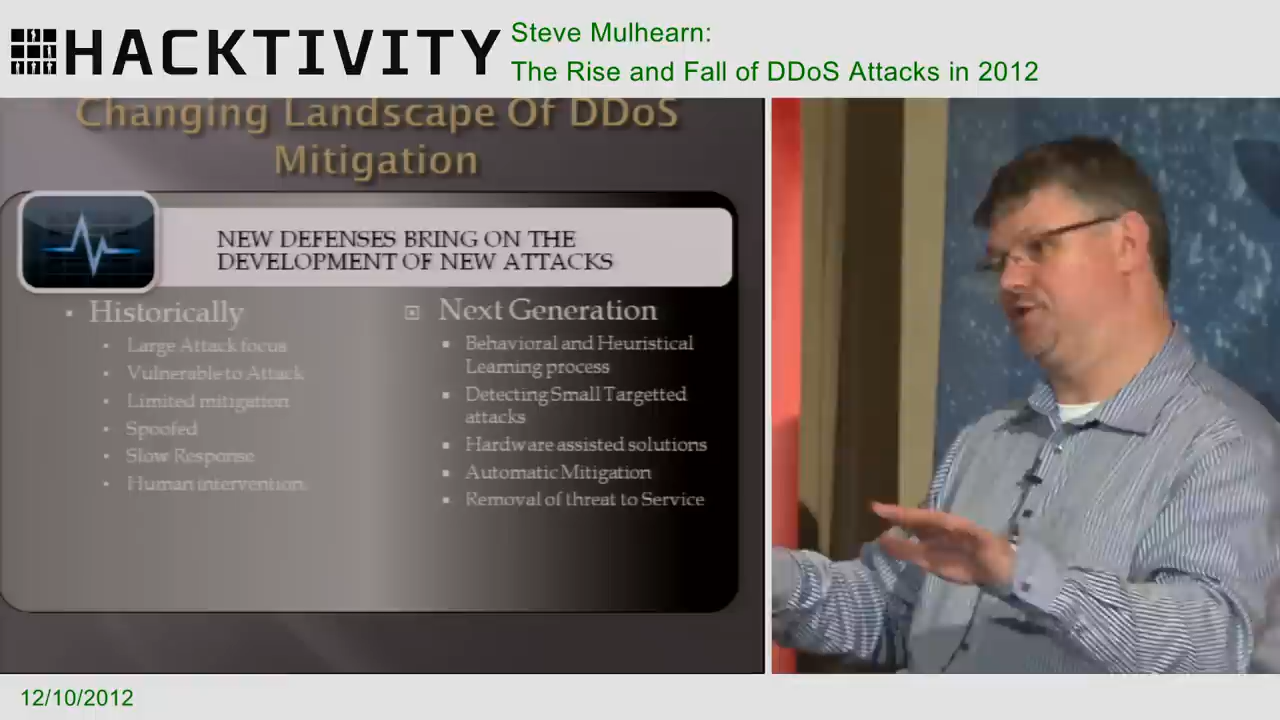 HACKTIVITY
Steve Mulhearn:
The Rise and Fall of DDoS Attacks in 2012
Changing Landscape Of DDoS
Mitigation
NEW DEFENSES BRING ON THE
DEVELOPMENT OF NEW ATTACKS
Historically
Large Attack focus
Vulnerable to Attack
Limited mitigation
Spoofed
Slow Response
Human intervention
Next Generation
Behavioral and Heuristical
Learning process
Detecting Small Targetted
attacks
Hardware assisted solutions
Automatic Mitigation
Removal of threat to Service
12/10/2012